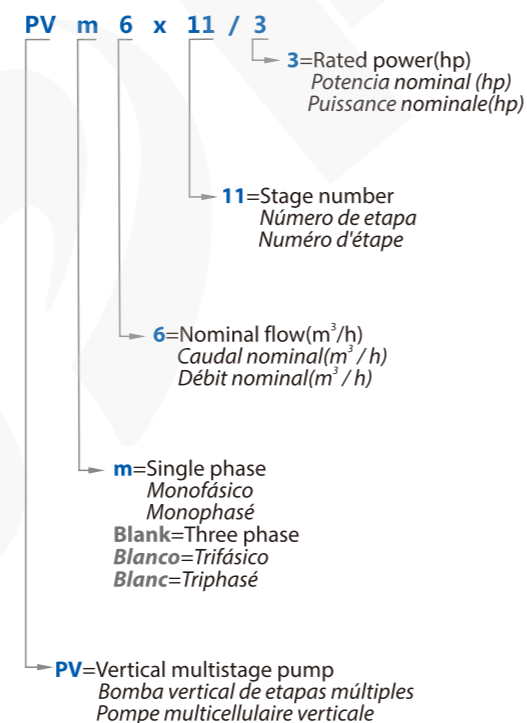 PV m 6 x 11 / 3
3=Rated power(hp)
Potencia nominal (hp)
Puissance nominale(hp)
11=Stage number
Número de etapa
Numéro d'étape
6=Nominal flow(m³/h)
Caudal nominal(m³/h)
Débit nominal(m³/h)
m=Single phase
Monofásico
Monophasé
Blank=Three phase
Blanco=Trifásico
Blanc=Triphasé
PV=Vertical multistage pump
Bomba vertical de etapas múltiples
Pompe multicellulaire verticale